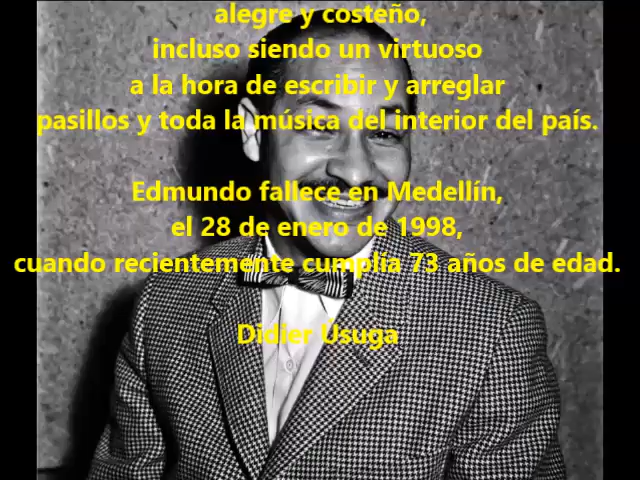 alegre y costeño,
incluso siendo un virtuoso
a la hora de escribir y arreglar
pasillos y toda la música del interior del país.
Edmundo fallece en Medellín,
el 28 de enero de 1998,
cuando recientemente cumplía 73 años de edad.
Didier Úsuga